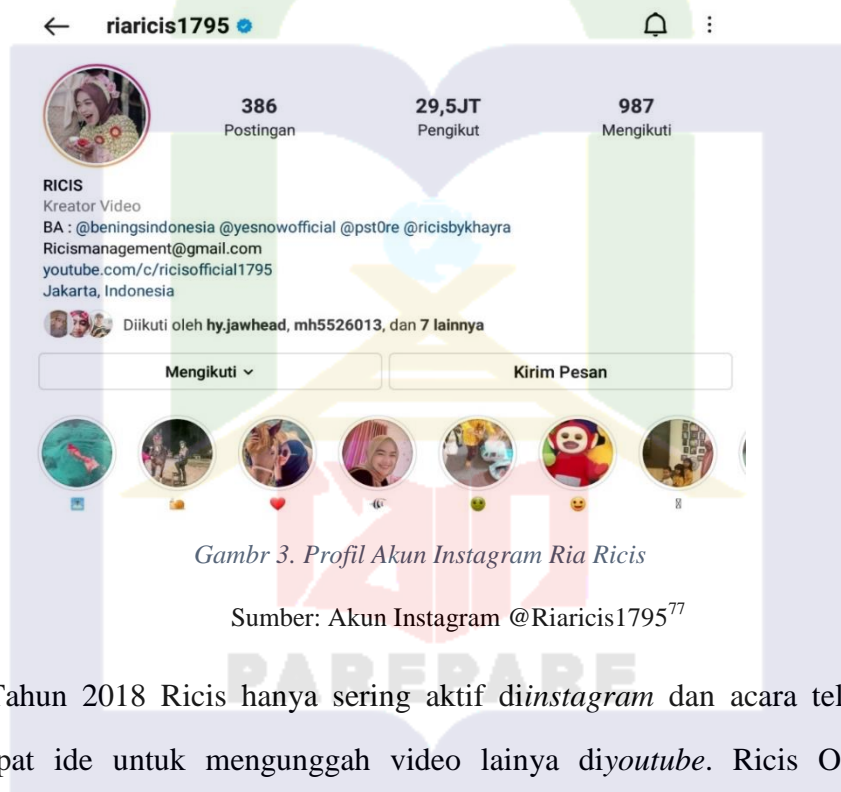 riaricis1795
386 29,5JT 987
Postingan Pengikut Mengikuti
RICIS
Kreator Video
BA : @beningsindonesia @yesnowofficial @pst0re @ricisbykhayra
Ricismanagement@gmail.com
youtube.com/c/ricisofficial1795
Jakarta, Indonesia
Diikuti oleh hy.jawhead, mh5526013, dan 7 lainnya
Mengikuti Kirim Pesan
Gambr 3. Profil Akun Instagram Ria Ricis
Sumber: Akun Instagram @Riaricis1795⁷⁷
PAREPARE
Tahun 2018 Ricis hanya sering aktif diinstagram dan acara tel
pat ide untuk mengunggah video lainya diyoutube. Ricis O